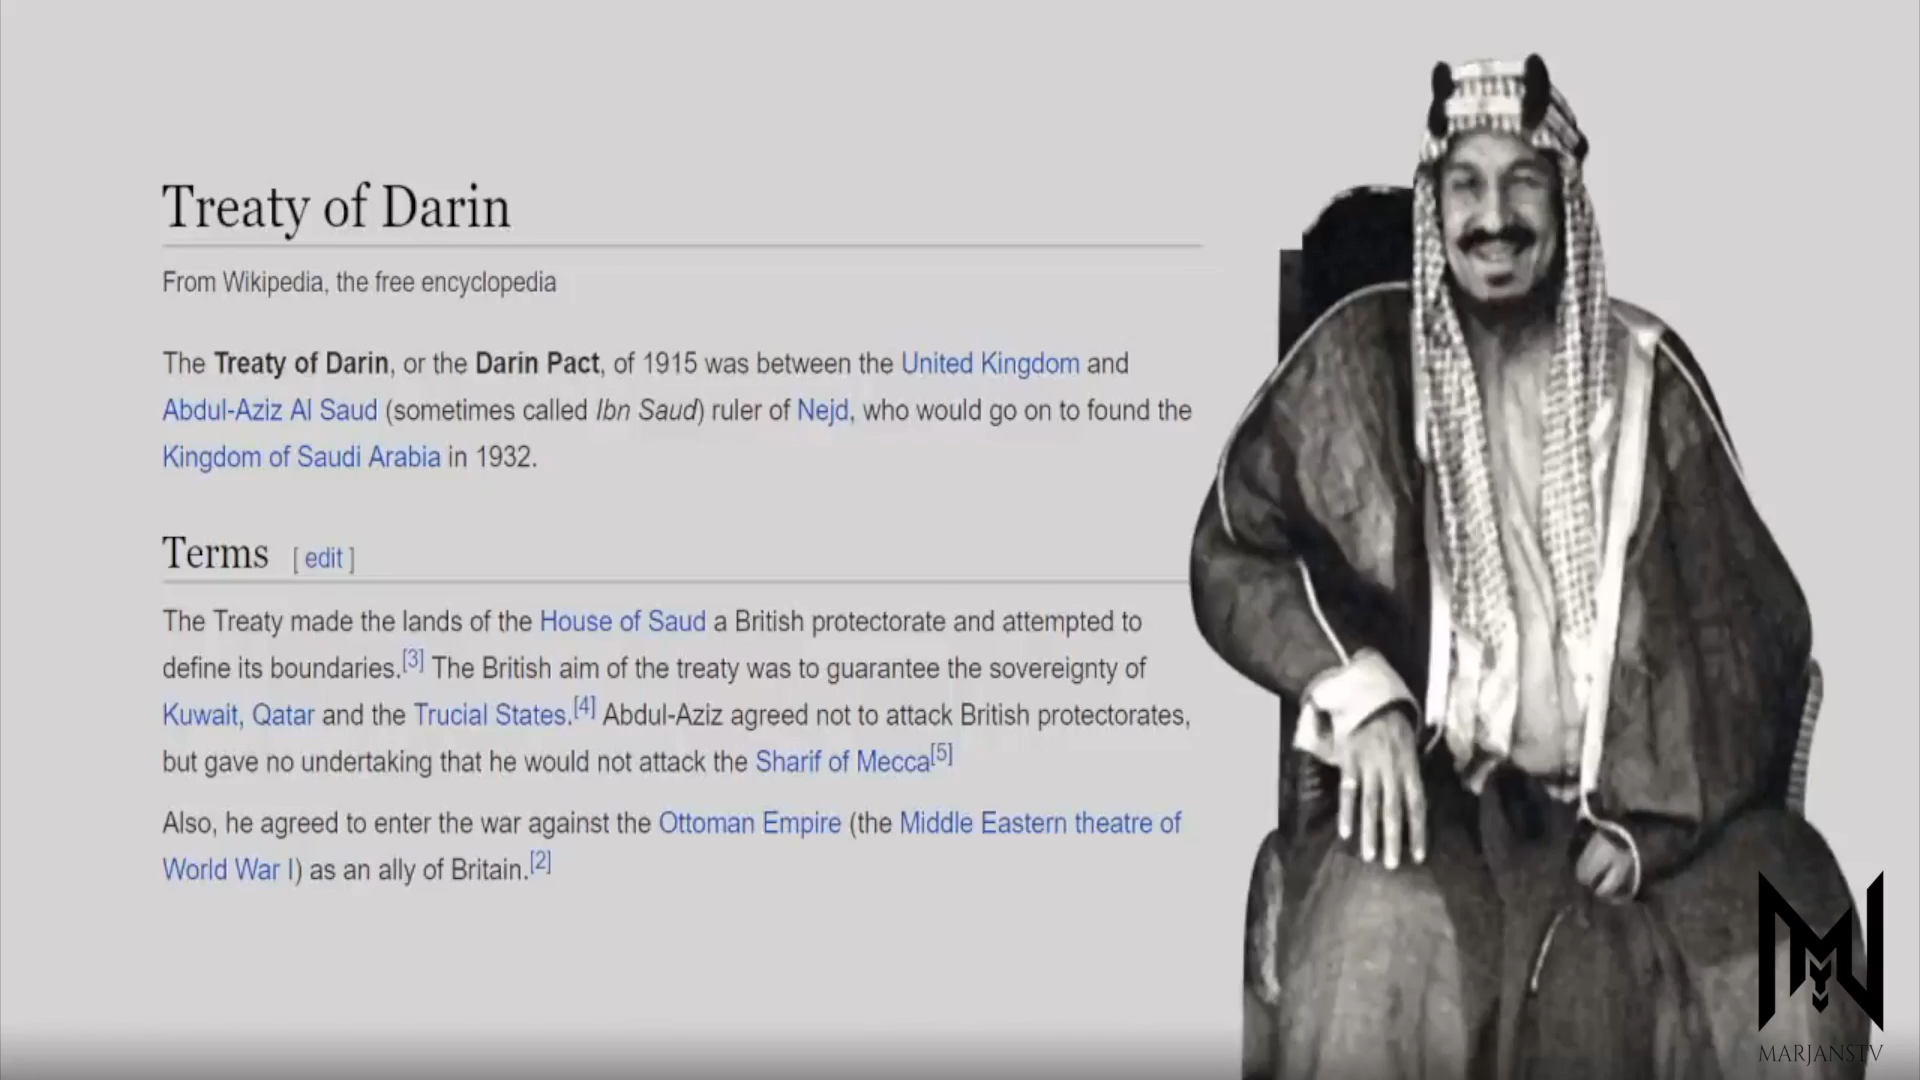 Treaty of Darin
From Wikipedia, the free encyclopedia
The Treaty of Darin, or the Darin Pact, of 1915 was between the United Kingdom and
Abdul-Aziz Al Saud (sometimes called Ibn Saud) ruler of Nejd, who would go on to found the
Kingdom of Saudi Arabia in 1932.
Terms [ edit ]
The Treaty made the lands of the House of Saud a British protectorate and attempted to
define its boundaries.[3] The British aim of the treaty was to guarantee the sovereignty of
Kuwait, Qatar and the Trucial States.[4] Abdul-Aziz agreed not to attack British protectorates,
but gave no undertaking that he would not attack the Sharif of Mecca[5]
Also, he agreed to enter the war against the Ottoman Empire (the Middle Eastern theatre of
World War I) as an ally of Britain.[2]
MARJANSTV